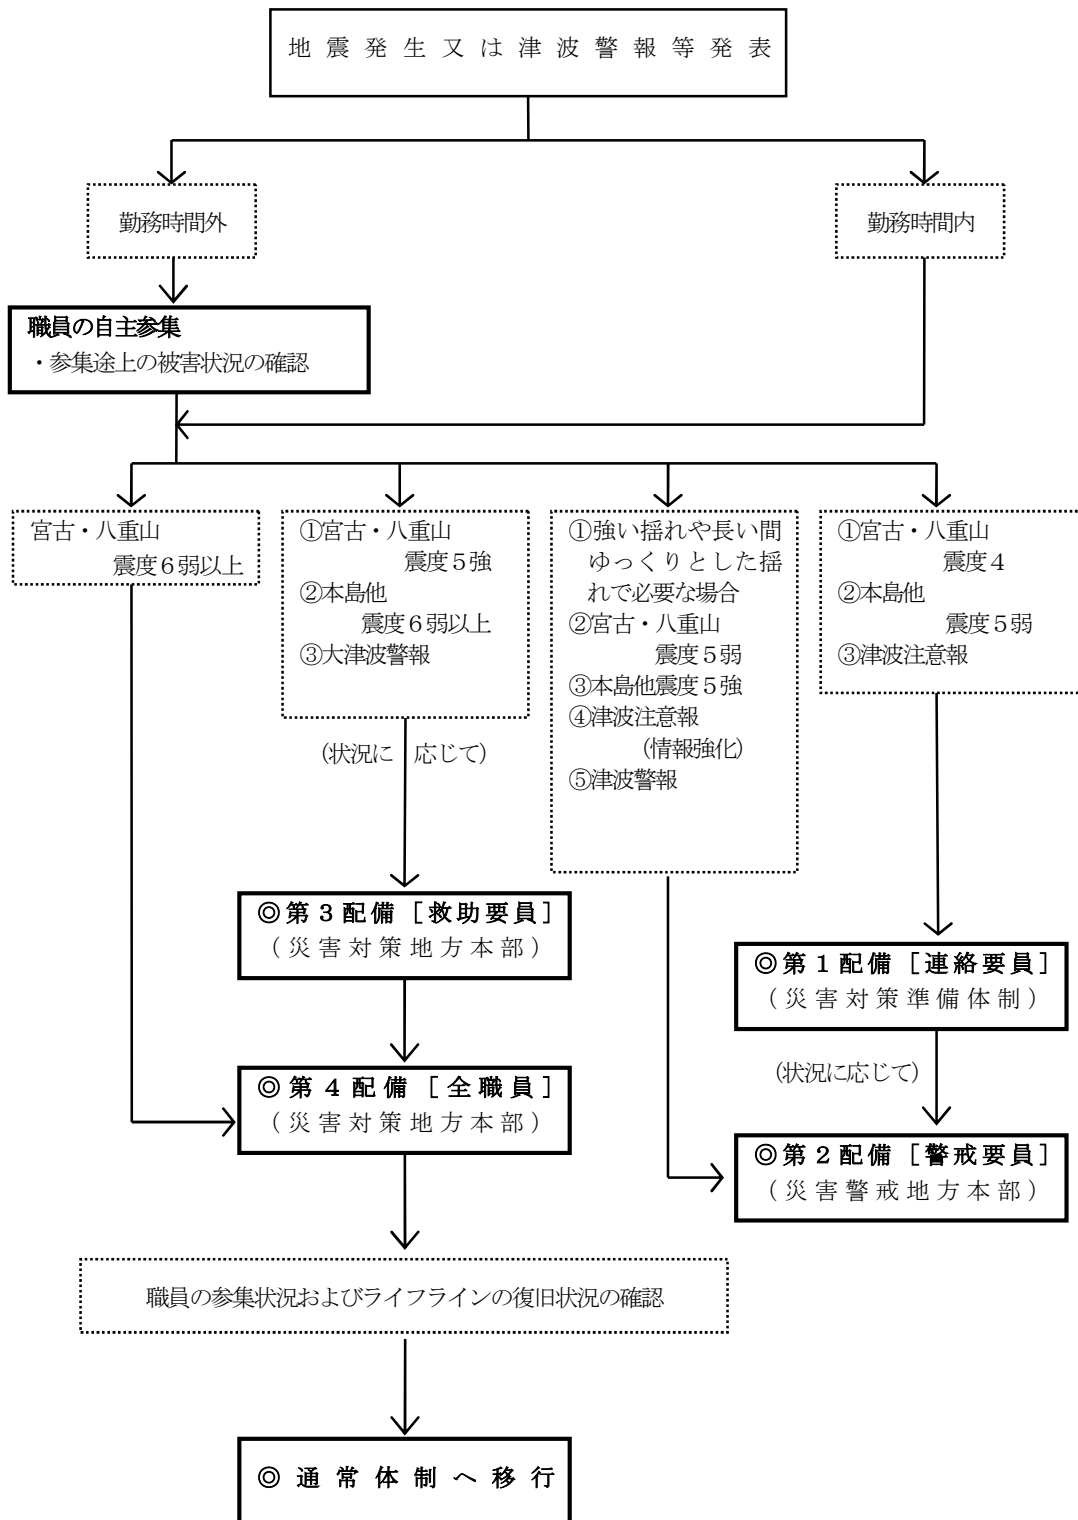 地震発生又は津波警報等発表
勤務時間外
勤務時間内
職員の自主参集
・参集途上の被害状況の確認
宮古・八重山
震度６弱以上
①宮古・八重山
震度５強
②本島他
震度６弱以上
③大津波警報
①強い揺れや長い間
ゆっくりとした揺
れで必要な場合
②宮古・八重山
震度５弱
③本島他震度５強
④津波注意報
（情報強化）
⑤津波警報
①宮古・八重山
震度４
②本島他
震度５弱
③津波注意報
（状況に応じて）
◎第３配備［救助要員］
（災害対策地方本部）
◎第１配備［連絡要員］
（災害対策準備体制）
（状況に応じて）
◎第４配備［全職員］
（災害対策地方本部）
◎第２配備［警戒要員］
（災害警戒地方本部）
職員の参集状況およびライフラインの復旧状況の確認
◎通常体制へ移行